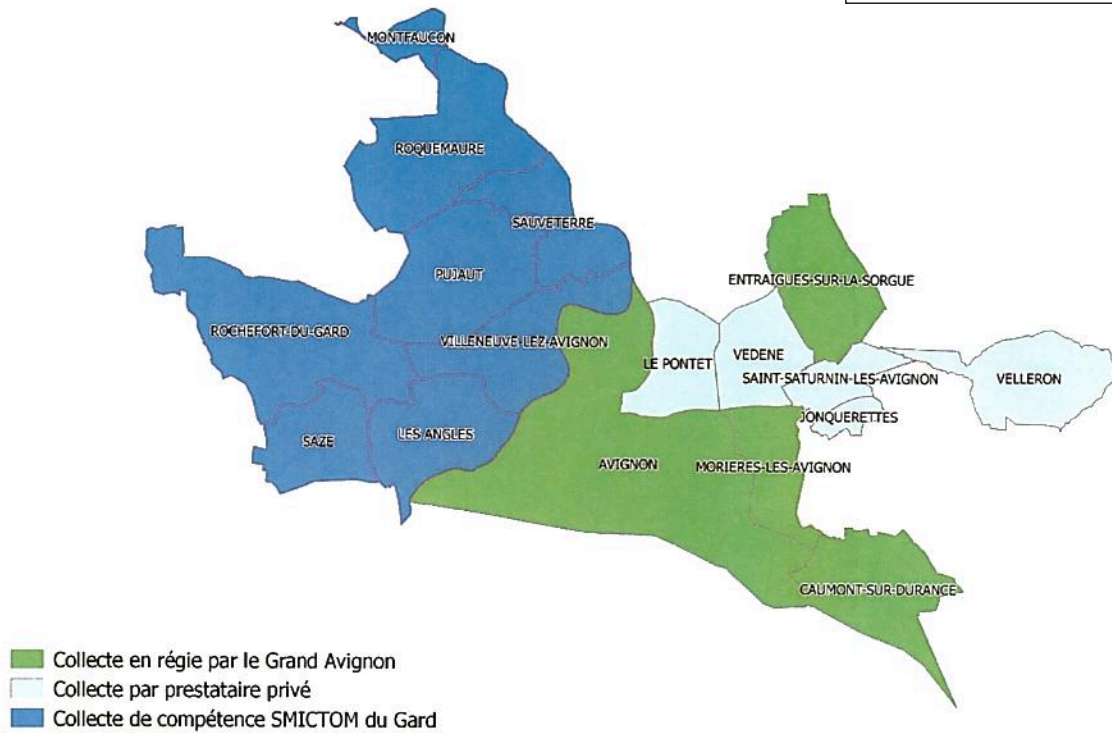 MONTFAUCON
ROQUEMAURE
SAUVETERRE
ENTRAIGUES-SUR-LA-SORGUE
PUJAUT
ROCHEFORT-DU-GARD
VILLENEUVE-LEZ-AVIGNON
LE PONTET
VEDENE
SAINT-SATURNIN-LES-AVIGNON
VELLERON
JONQUERETTES
SAZE
LES ANGLES
AVIGNON
MORIERES-LES-AVIGNON
CAUMONT-SUR-DURANCE
Collecte en régie par le Grand Avignon
Collecte par prestataire privé
Collecte de compétence SMICTOM du Gard